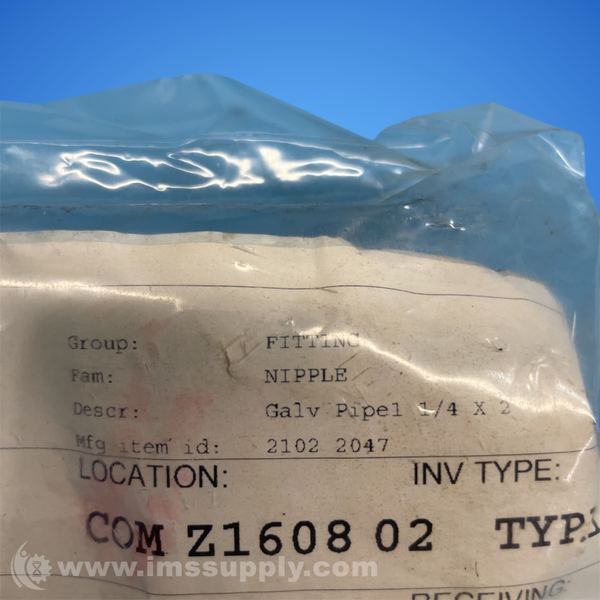 Group: FITTING
Fam: NIPPLE
Descr: Galv Pipe1 1/4 X 2
Mfg item id: 2102 2047
LOCATION: INV TYPE:
COM Z1608 02 TYP.
RECEIVING:
www.imssupply.com